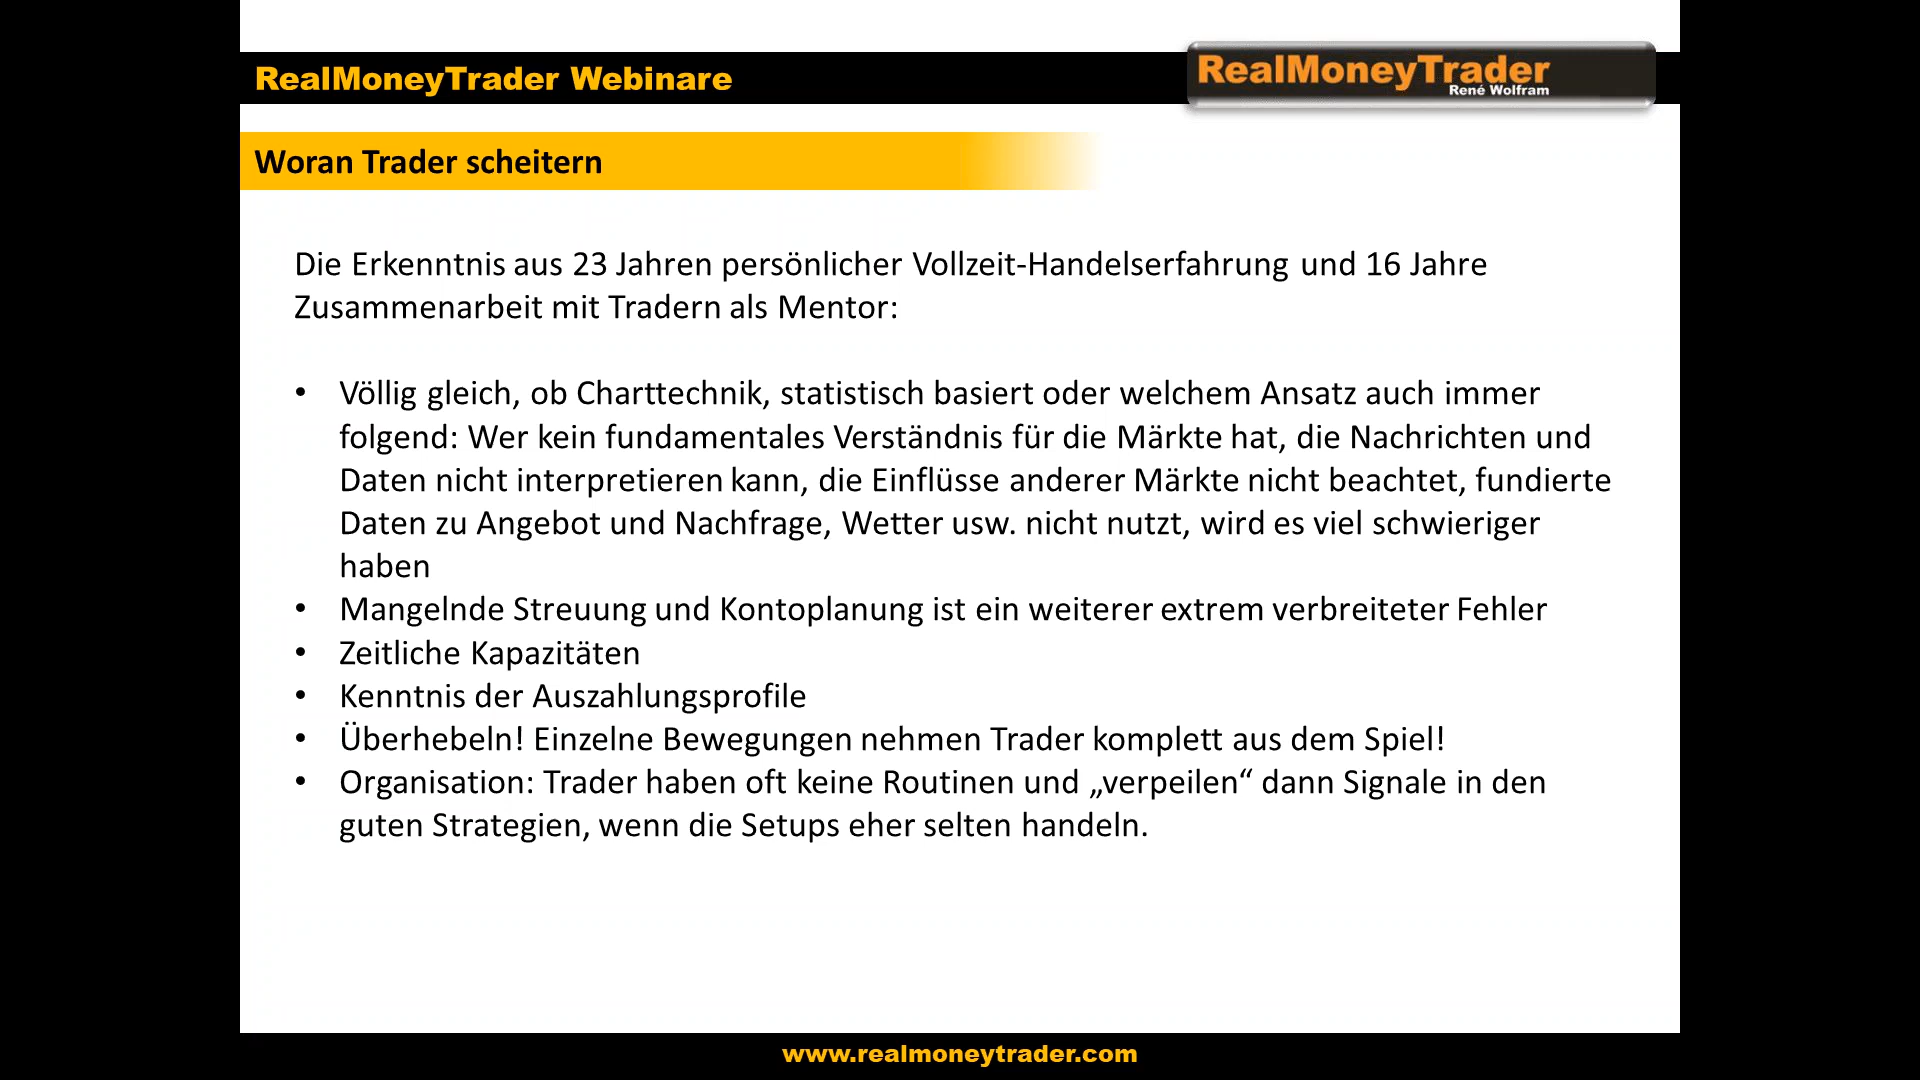 RealMoneyTrader Webinare
RealMoneyTrader
René Wolfram
Woran Trader scheitern
Die Erkenntnis aus 23 Jahren persönlicher Vollzeit-Handelserfahrung und 16 Jahre
Zusammenarbeit mit Tradern als Mentor:
• Völlig gleich, ob Charttechnik, statistisch basiert oder welchem Ansatz auch immer
folgend: Wer kein fundamentales Verständnis für die Märkte hat, die Nachrichten und
Daten nicht interpretieren kann, die Einflüsse anderer Märkte nicht beachtet, fundierte
Daten zu Angebot und Nachfrage, Wetter usw. nicht nutzt, wird es viel schwieriger
haben
• Mangelnde Streuung und Kontoplanung ist ein weiterer extrem verbreiteter Fehler
• Zeitliche Kapazitäten
• Kenntnis der Auszahlungsprofile
• Überhebeln! Einzelne Bewegungen nehmen Trader komplett aus dem Spiel!
• Organisation: Trader haben oft keine Routinen und „verpeilen“ dann Signale in den
guten Strategien, wenn die Setups eher selten handeln.
www.realmoneytrader.com